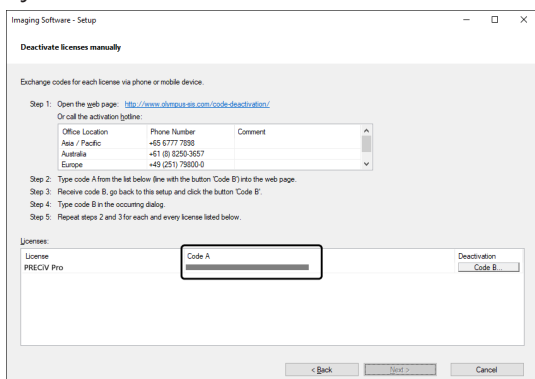 Imaging Software - Setup
Deactivate licenses manually
Exchange codes for each license via phone or mobile device.
Step 1: Open the web page: http://www.olympus-sis.com/code-deactivation/
Or call the activation hotline:
Office Location Phone Number Comment
Asia / Pacific +65 6777 7898
Australia +61 (8) 8250-3657
Europe +49 (251) 79800-0
Step 2: Type code A from the list below (line with the button 'Code B') into the web page.
Step 3: Receive code B, go back to this setup and click the button 'Code B'.
Step 4: Type code B in the occurring dialog.
Step 5: Repeat steps 2 and 3 for each and every license listed below.
Licenses:
License Code A Deactivation
PRECiV Pro Code B...
< Back Next > Cancel